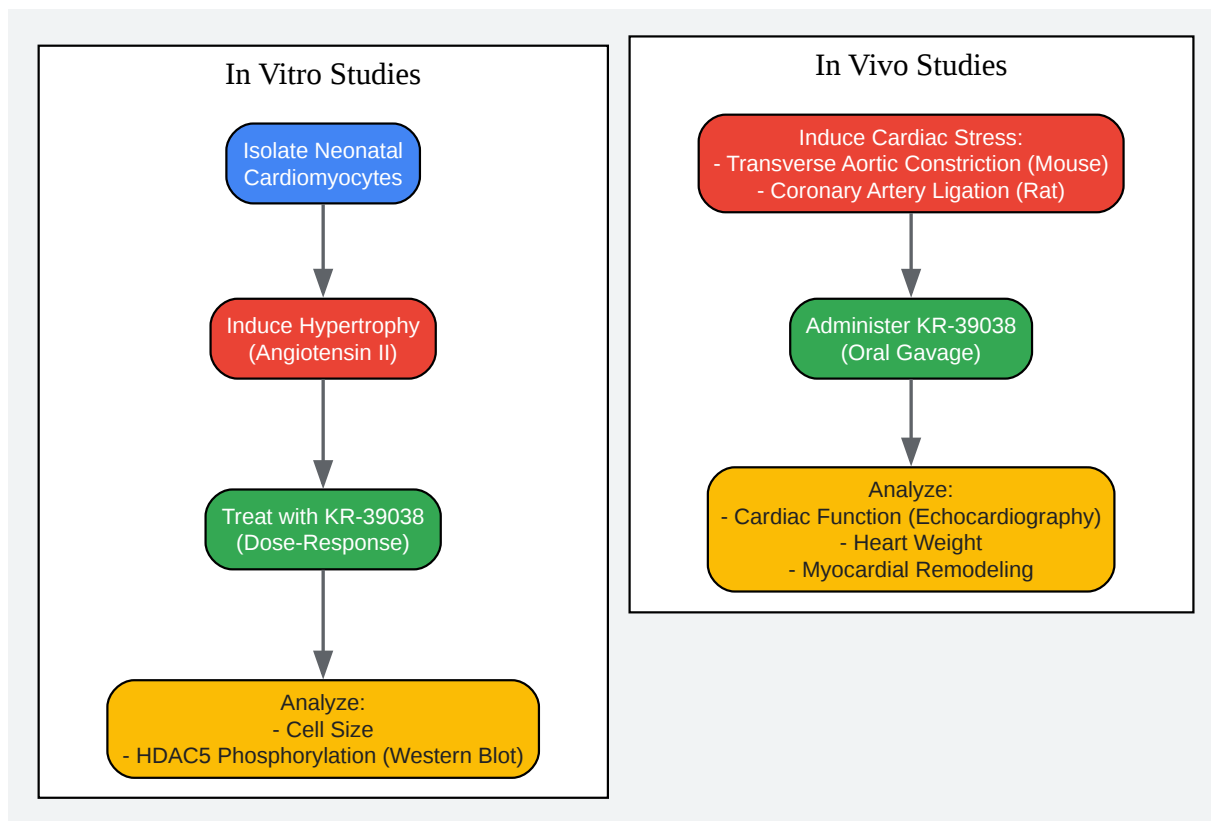 In Vitro Studies
Isolate Neonatal
Cardiomyocytes
Induce Hypertrophy
(Angiotensin II)
Treat with KR-39038
(Dose-Response)
Analyze:
- Cell Size
- HDAC5 Phosphorylation (Western Blot)
In Vivo Studies
Induce Cardiac Stress:
- Transverse Aortic Constriction (Mouse)
- Coronary Artery Ligation (Rat)
Administer KR-39038
(Oral Gavage)
Analyze:
- Cardiac Function (Echocardiography)
- Heart Weight
- Myocardial Remodeling